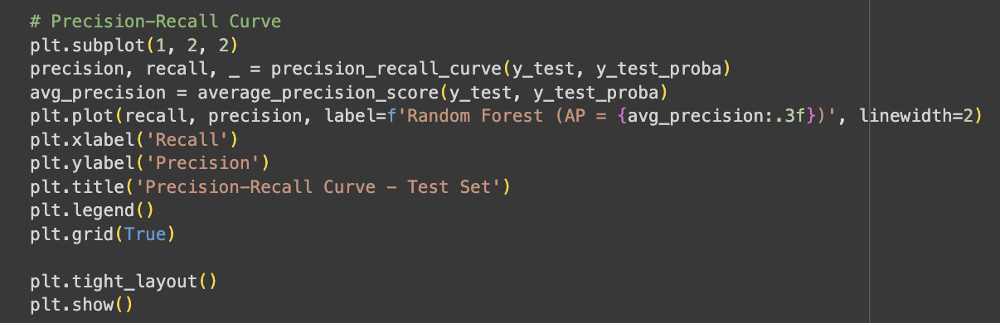 # Precision-Recall Curve
plt.subplot(1, 2, 2)
precision, recall, _ = precision_recall_curve(y_test, y_test_proba)
avg_precision = average_precision_score(y_test, y_test_proba)
plt.plot(recall, precision, label=f'Random Forest (AP = {avg_precision:.3f})', linewidth=2)
plt.xlabel('Recall')
plt.ylabel('Precision')
plt.title('Precision-Recall Curve - Test Set')
plt.legend()
plt.grid(True)

plt.tight_layout()
plt.show()